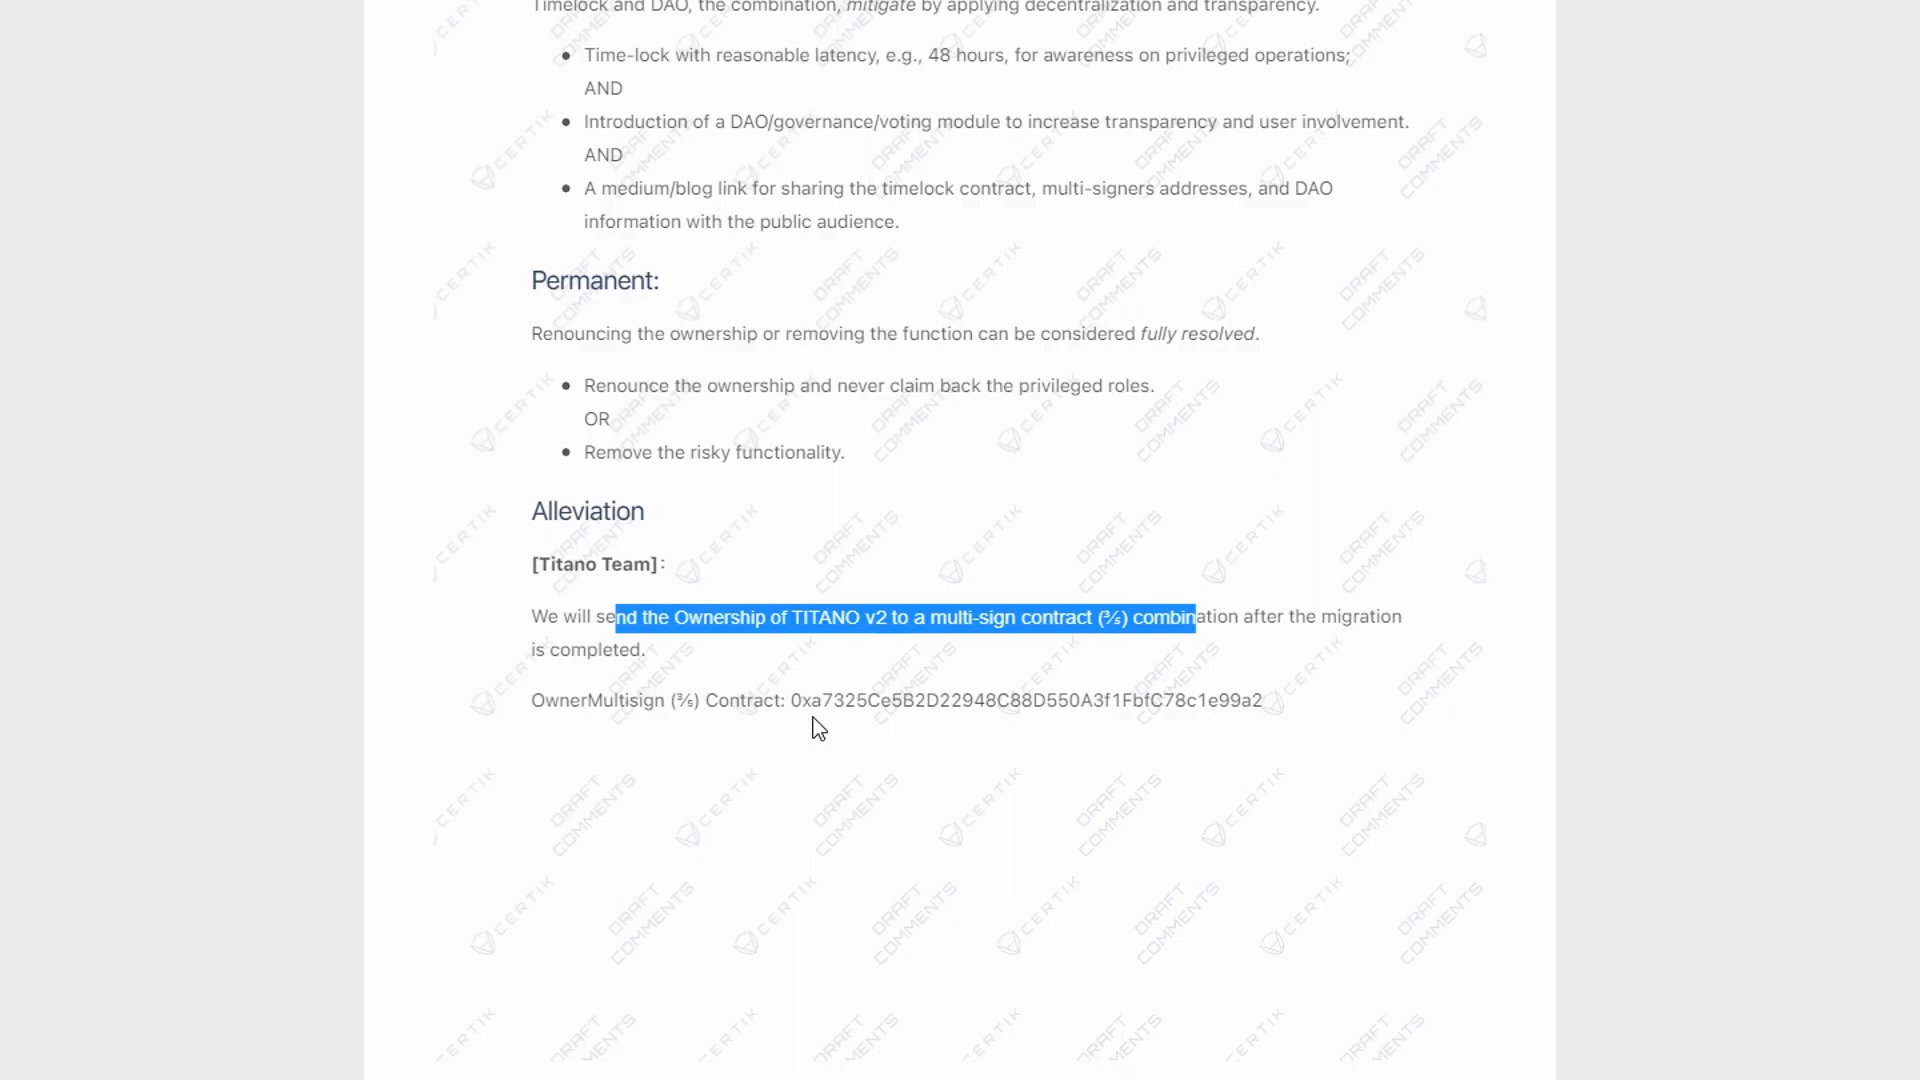 Timelock and DAO, the combination, mitigate by applying decentralization and transparency.
Time-lock with reasonable latency, e.g., 48 hours, for awareness on privileged operations;
AND
Introduction of a DAO/governance/voting module to increase transparency and user involvement.
AND
A medium/blog link for sharing the timelock contract, multi-signers addresses, and DAO
information with the public audience.
Permanent:
Renouncing the ownership or removing the function can be considered fully resolved.
Renounce the ownership and never claim back the privileged roles.
OR
Remove the risky functionality.
Alleviation
[Titano Team]:
We will send the Ownership of TITANO v2 to a multi-sign contract (⅗) combination after the migration
is completed.
OwnerMultisign (⅗) Contract: 0xa7325Ce5B2D22948C88D550A3f1FbfC78c1e99a2
CERTIK
DRAFT
COMMENTS